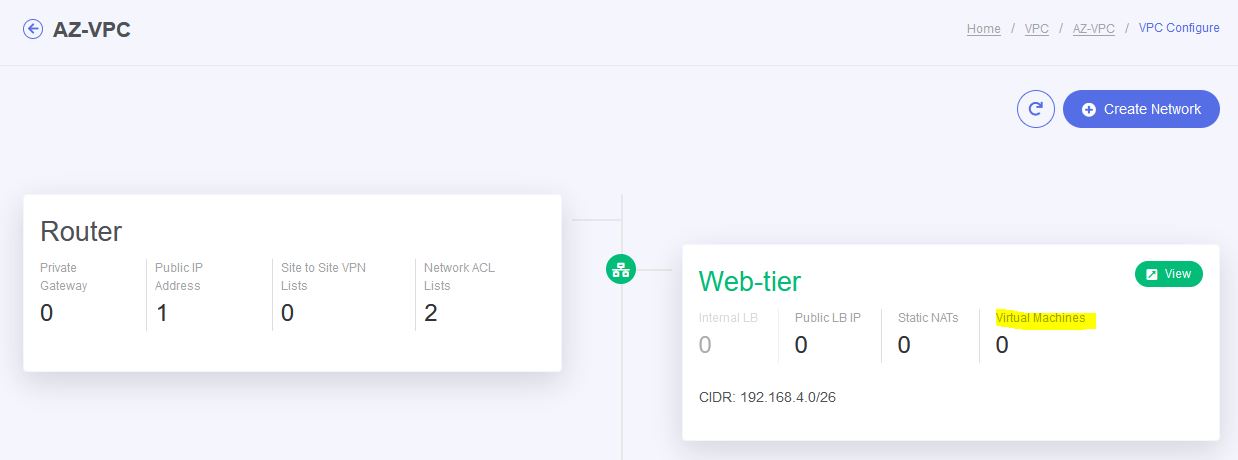 AZ-VPC
Home / VPC / AZ-VPC / VPC Configure
Create Network
Router
Private Gateway
0
Public IP Address
1
Site to Site VPN Lists
0
Network ACL Lists
2
Web-tier
View
Internal LB
0
Public LB IP
0
Static NATs
0
Virtual Machines
0
CIDR: 192.168.4.0/26